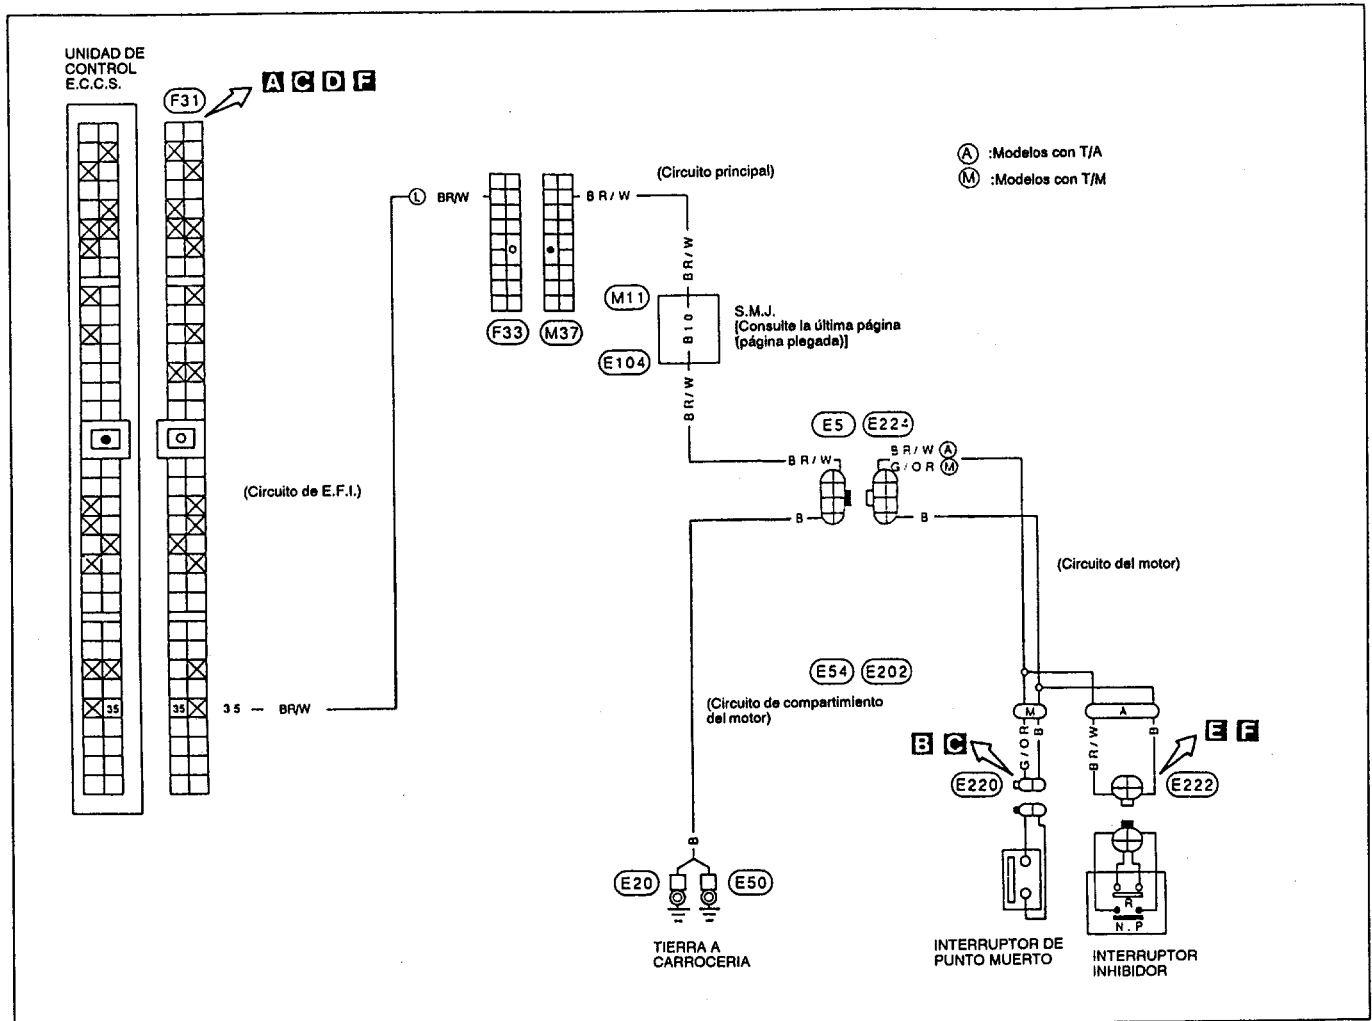 UNIDAD DE
CONTROL
E.C.C.S.
F31
A C D F
Ⓐ :Modelos con T/A
Ⓜ :Modelos con T/M
(Circuito principal)
Ⓛ BR/W
BR/W
BR/W
F33
M37
M11
B10
E104
S.M.J.
[Consulte la última página
(página plegada)]
BR/W
E5
E224
BR/W
BR/W Ⓐ
G/OR Ⓜ
B
B
(Circuito de E.F.I.)
(Circuito del motor)
E54
E202
(Circuito de compartimiento
del motor)
35
35
35
BR/W
M
A
G/OR
B
BR/W
B
B C
E F
E220
E222
B
E20
E50
R
N.P
TIERRA A
CARROCERIA
INTERRUPTOR DE
PUNTO MUERTO
INTERRUPTOR
INHIBIDOR